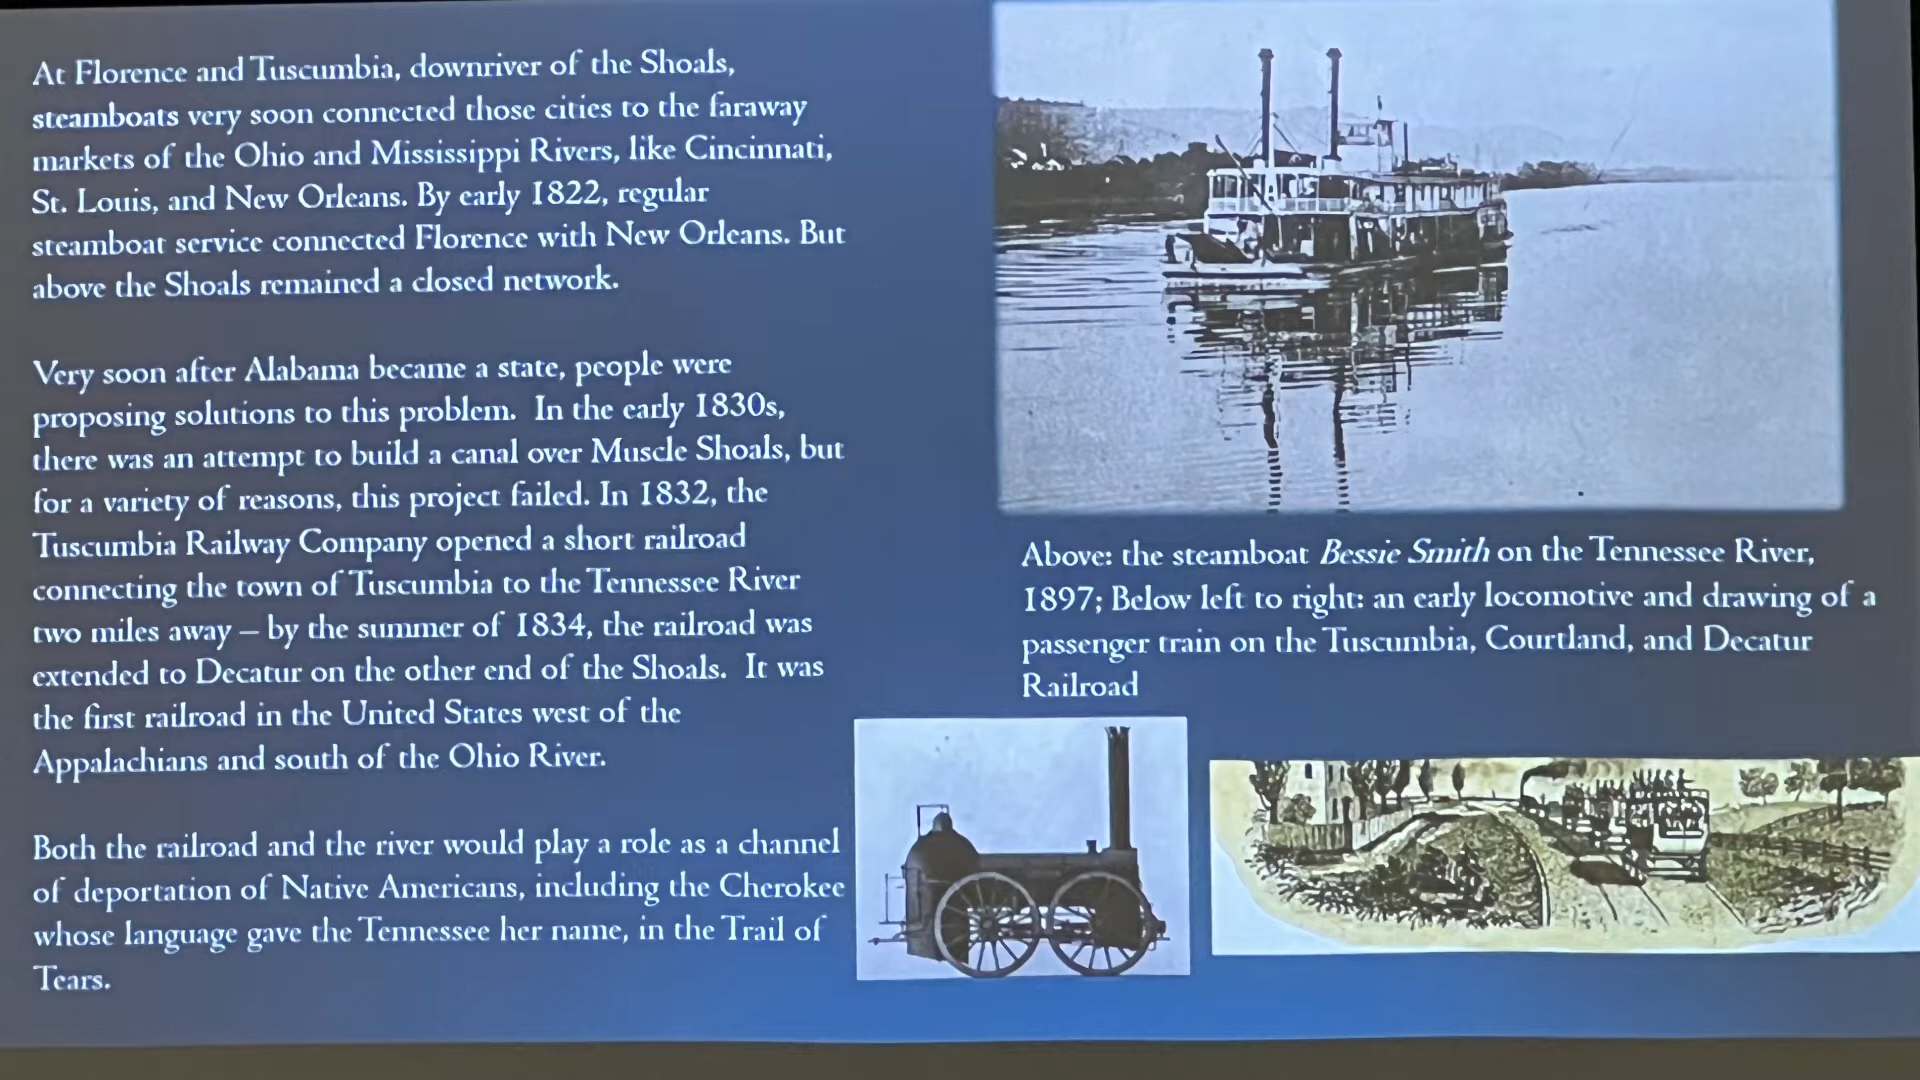 At Florence and Tuscumbia, downriver of the Shoals,
steamboats very soon connected those cities to the faraway
markets of the Ohio and Mississippi Rivers, like Cincinnati,
St. Louis, and New Orleans. By early 1822, regular
steamboat service connected Florence with New Orleans. But
above the Shoals remained a closed network.
Very soon after Alabama became a state, people were
proposing solutions to this problem. In the early 1830s,
there was an attempt to build a canal over Muscle Shoals, but
for a variety of reasons, this project failed. In 1832, the
Tuscumbia Railway Company opened a short railroad
connecting the town of Tuscumbia to the Tennessee River
two miles away – by the summer of 1834, the railroad was
extended to Decatur on the other end of the Shoals. It was
the first railroad in the United States west of the
Appalachians and south of the Ohio River.
Both the railroad and the river would play a role as a channel
of deportation of Native Americans, including the Cherokee
whose language gave the Tennessee her name, in the Trail of
Tears.
Above: the steamboat Bessie Smith on the Tennessee River,
1897; Below left to right: an early locomotive and drawing of a
passenger train on the Tuscumbia, Courtland, and Decatur
Railroad